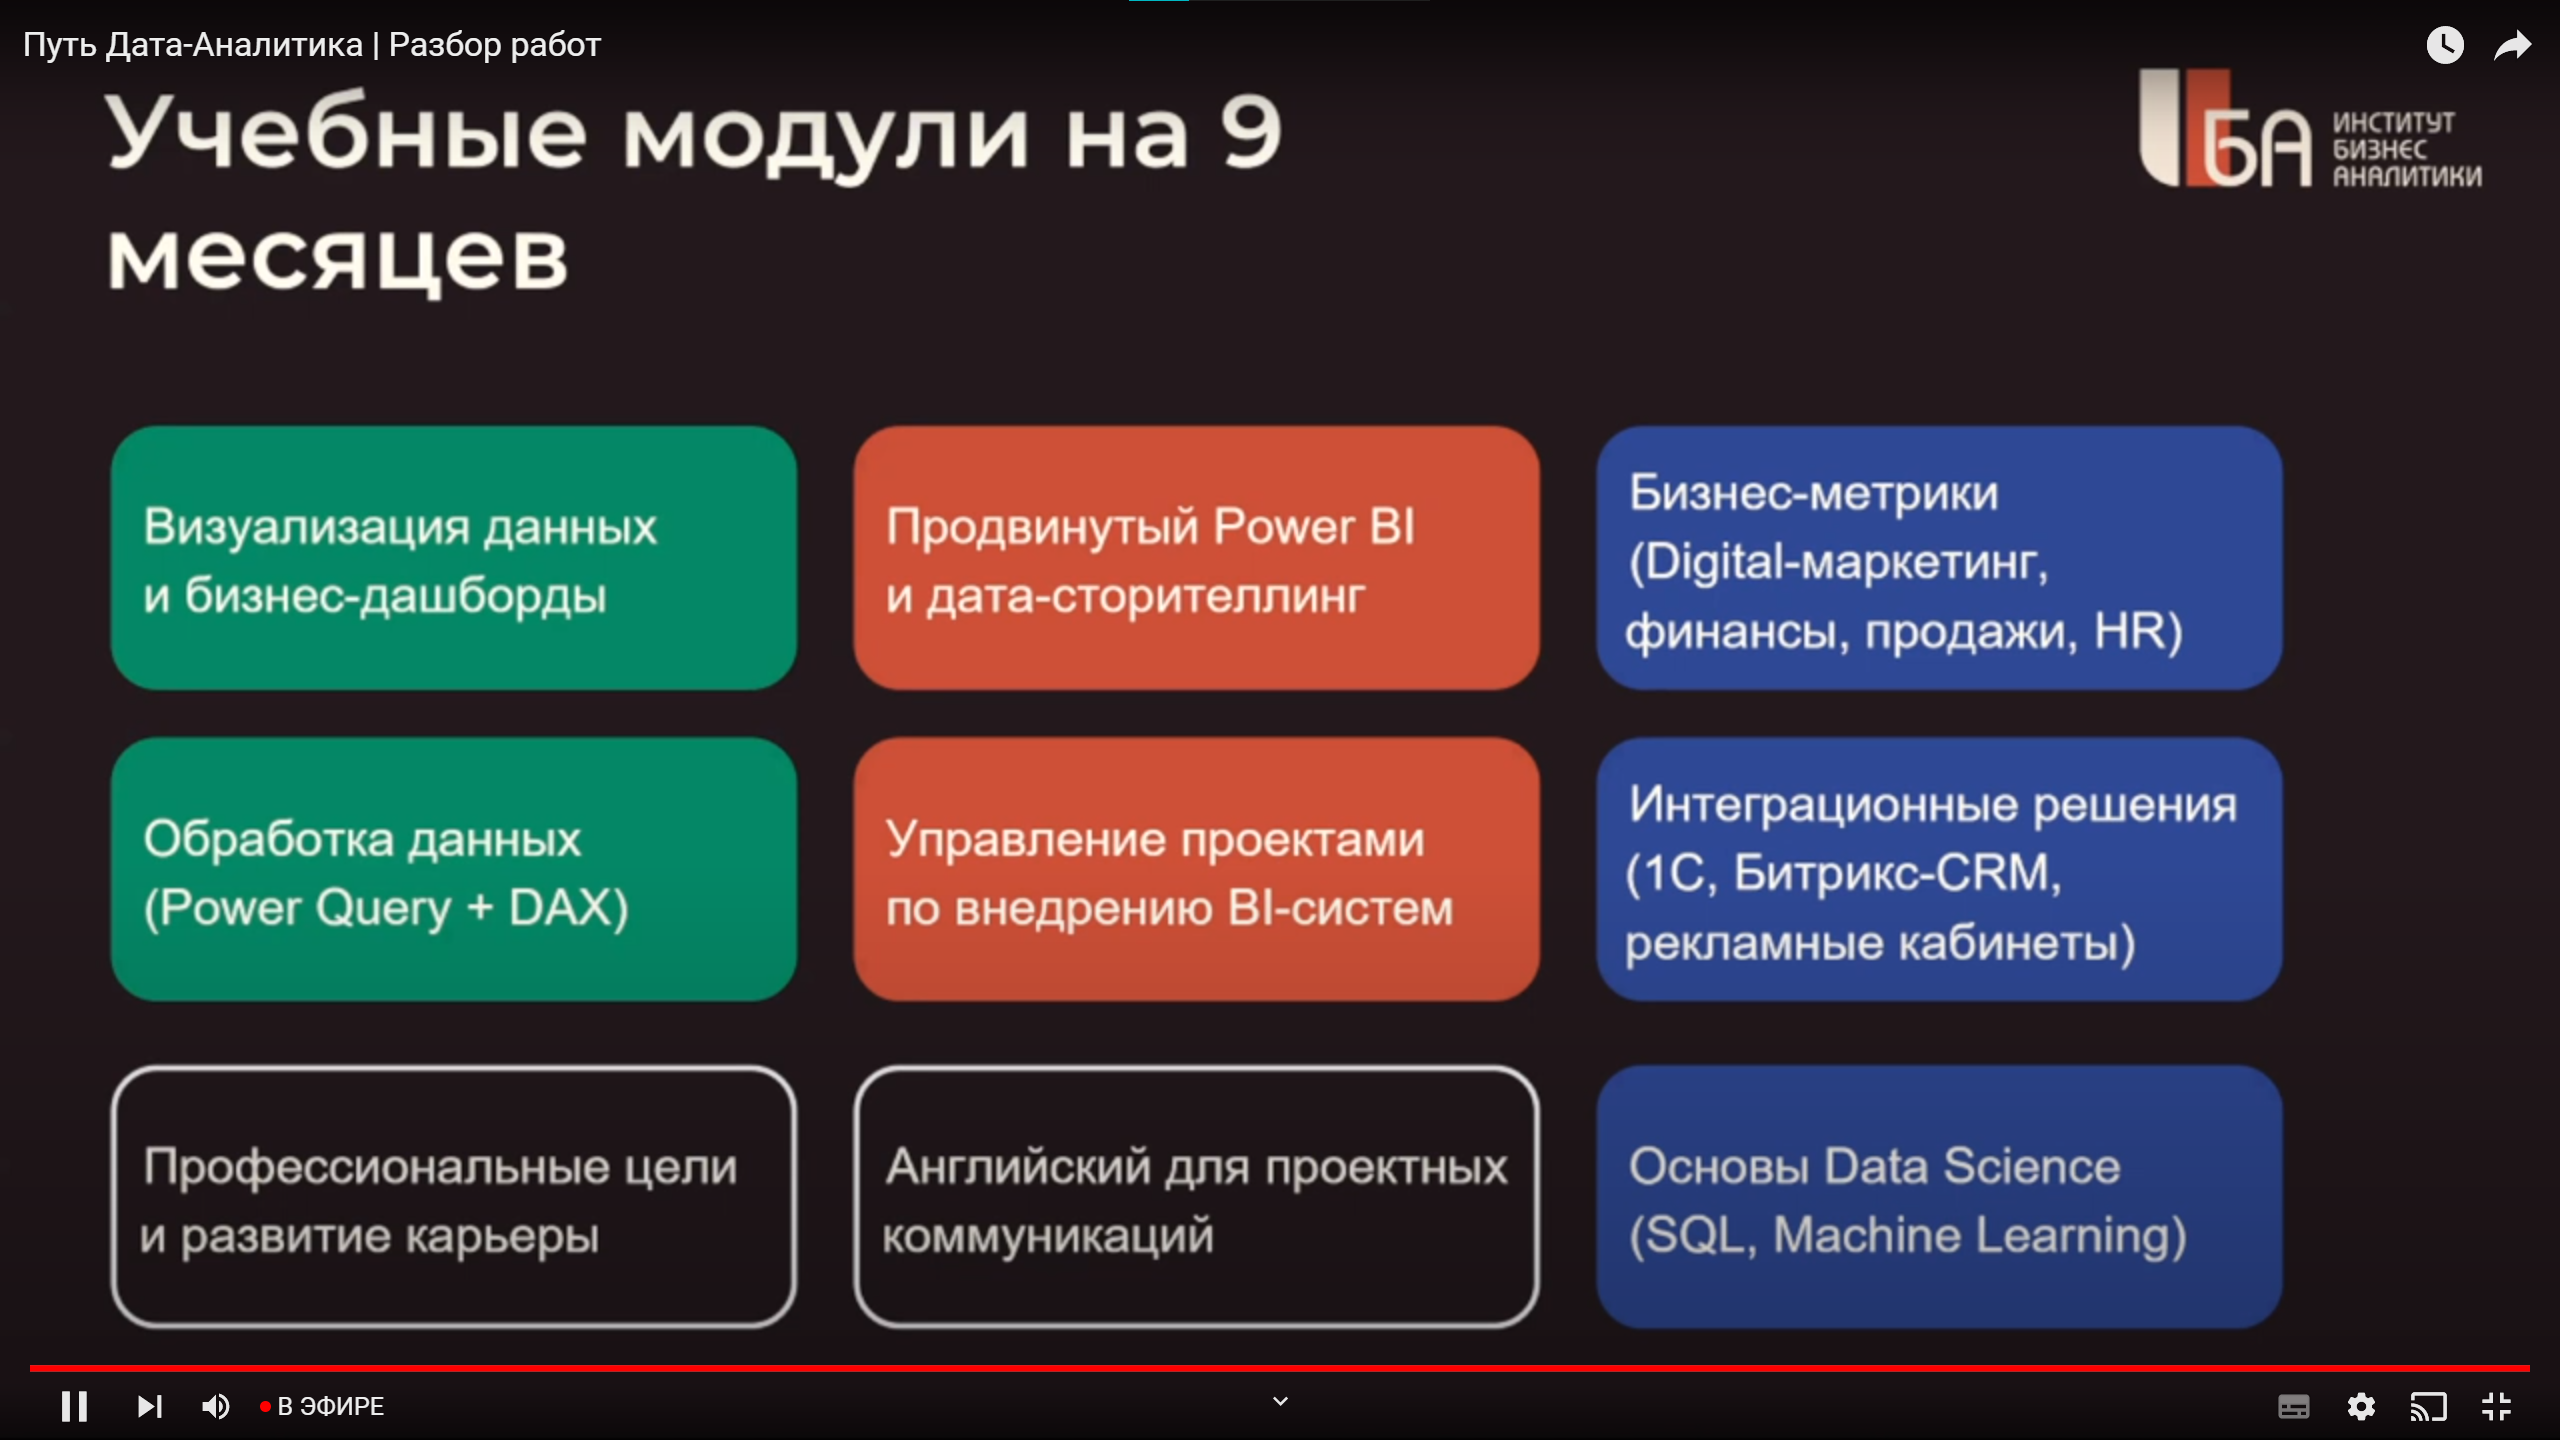 Путь Дата-Аналитика | Разбор работ
Учебные модули на 9
месяцев
БА
ИНСТИТУТ
БИЗНЕС
АНАЛИТИКИ
Визуализация данных
и бизнес-дашборды
Продвинутый Power BI
и дата-сторителлинг
Бизнес-метрики
(Digital-маркетинг,
финансы, продажи, HR)
Обработка данных
(Power Query + DAX)
Управление проектами
по внедрению BI-систем
Интеграционные решения
(1С, Битрикс-CRM,
рекламные кабинеты)
Профессиональные цели
и развитие карьеры
Английский для проектных
коммуникаций
Основы Data Science
(SQL, Machine Learning)
В ЭФИРЕ